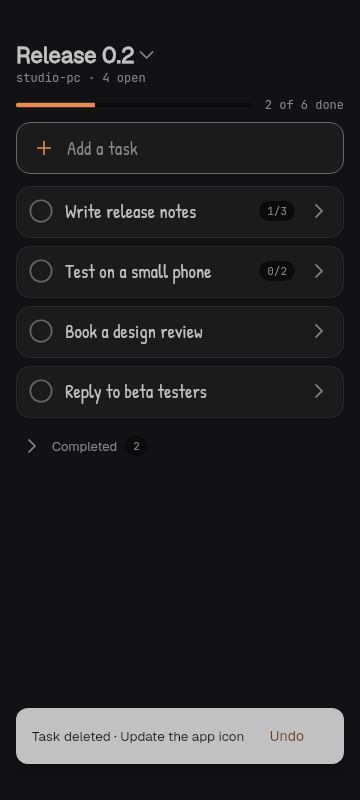 Release 0.2
studio-pc · 4 open
2 of 6 done
Add a task
Write release notes 1/3
Test on a small phone 0/2
Book a design review
Reply to beta testers
Completed 2
Task deleted · Update the app icon Undo